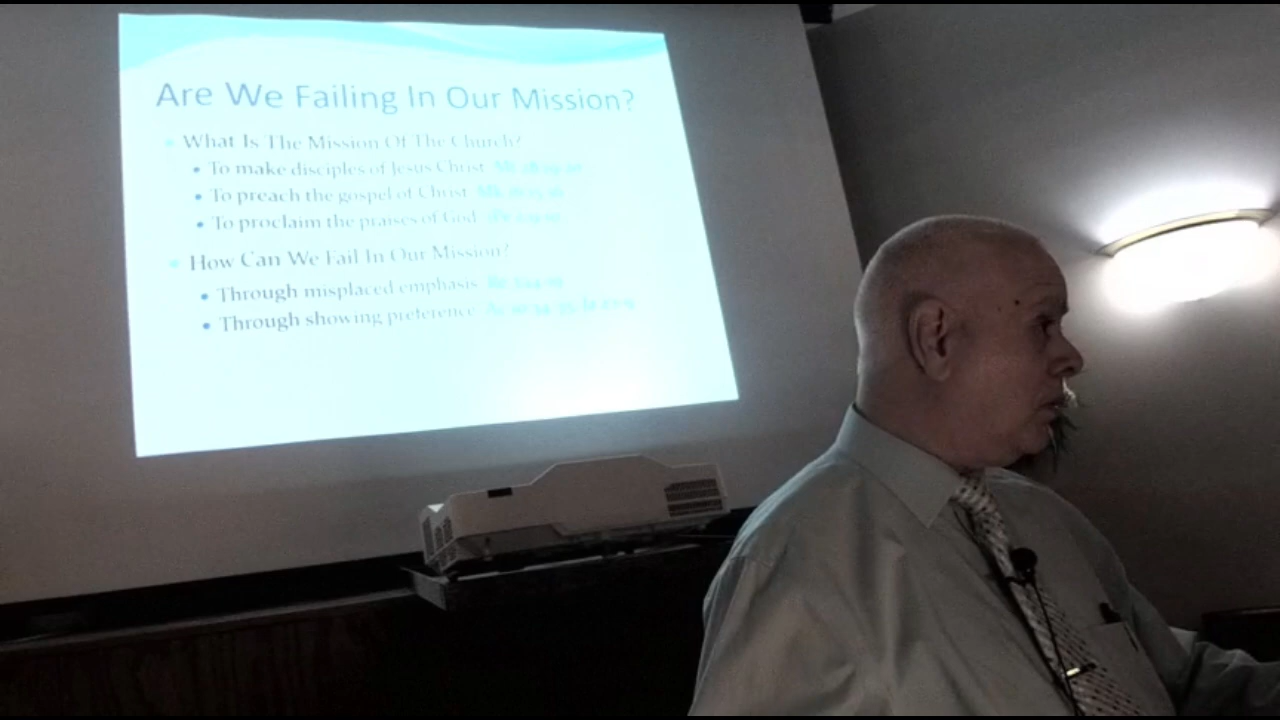 Are We Failing In Our Mission?
What Is The Mission Of The Church?
To make disciples of Jesus Christ
To preach the gospel of Christ
To proclaim the praises of God
How Can We Fail In Our Mission?
Through misplaced emphasis
Through showing preference